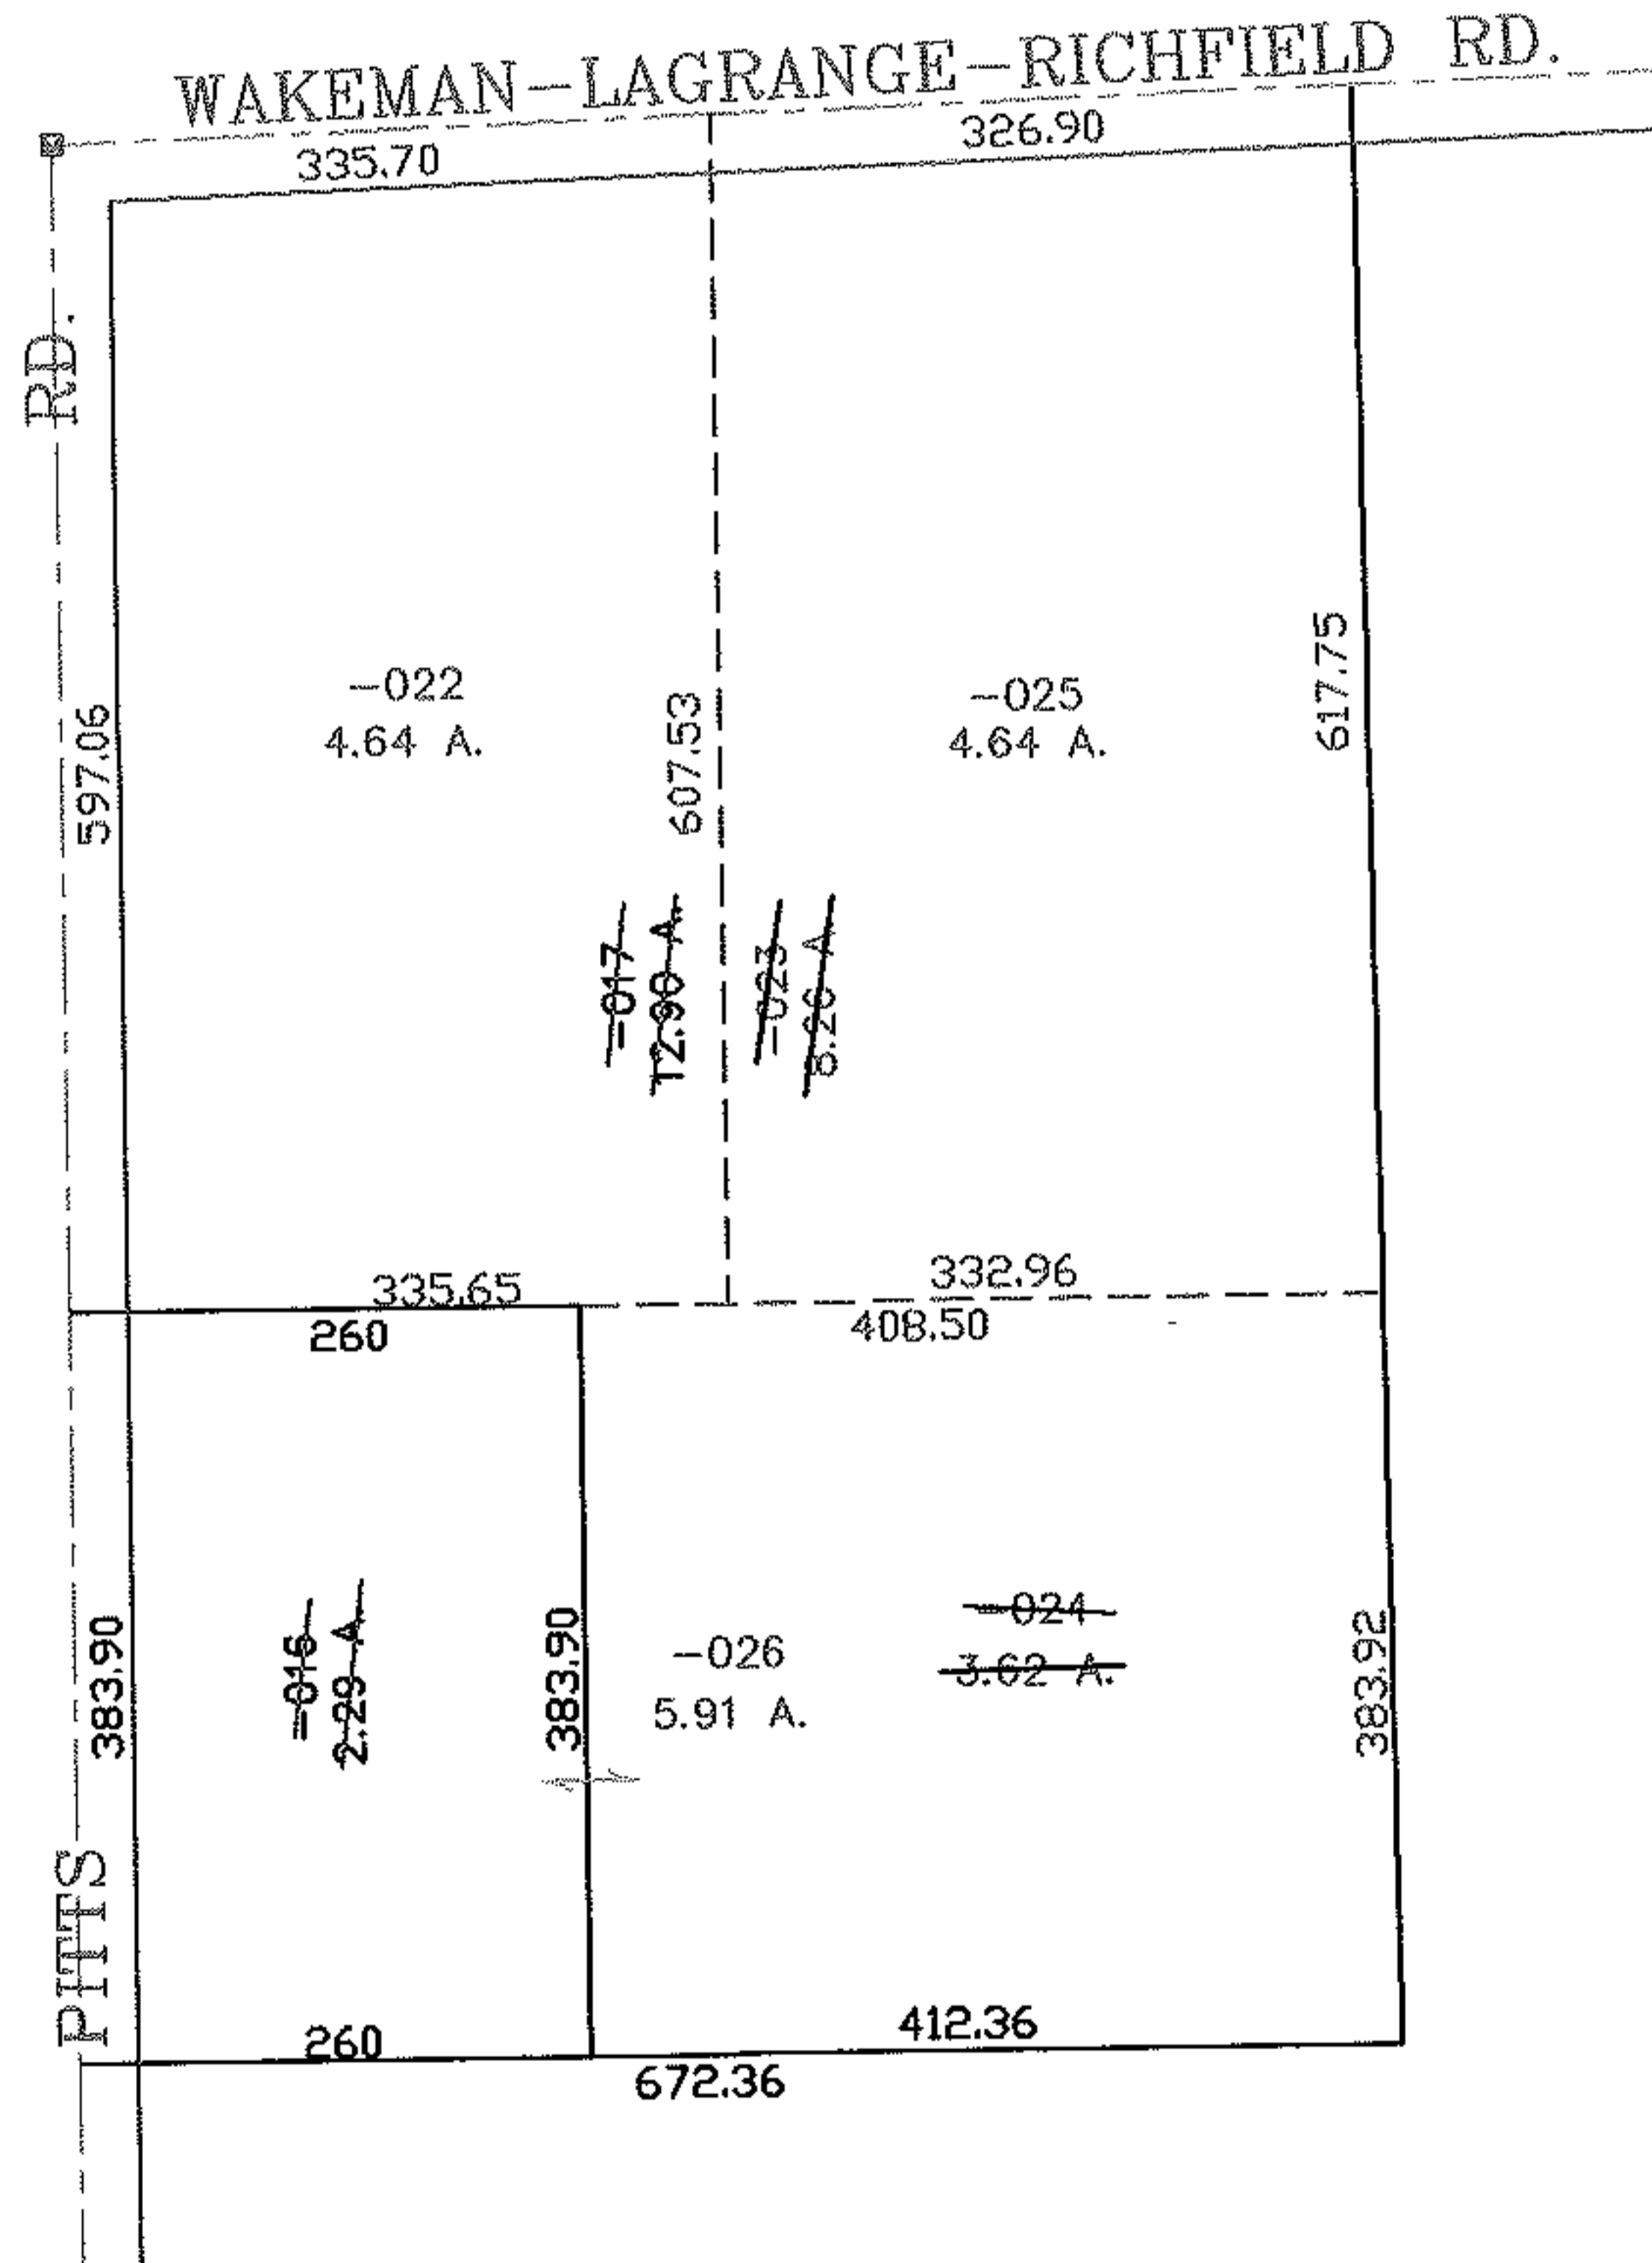 WAKEMAN-LAGRANGE-RICHFIELD RD.
335.70
326.90
RD.
597.06
-022
4.64 A.
607.53
-025
4.64 A.
617.75
-017
12.90 A.
-023
8.26 A
335.65
332.96
260
408.50
383.90
-016
2.29 A
383.90
-026
5.91 A.
-024
3.62 A.
383.92
PITTS
260
412.36
672.36